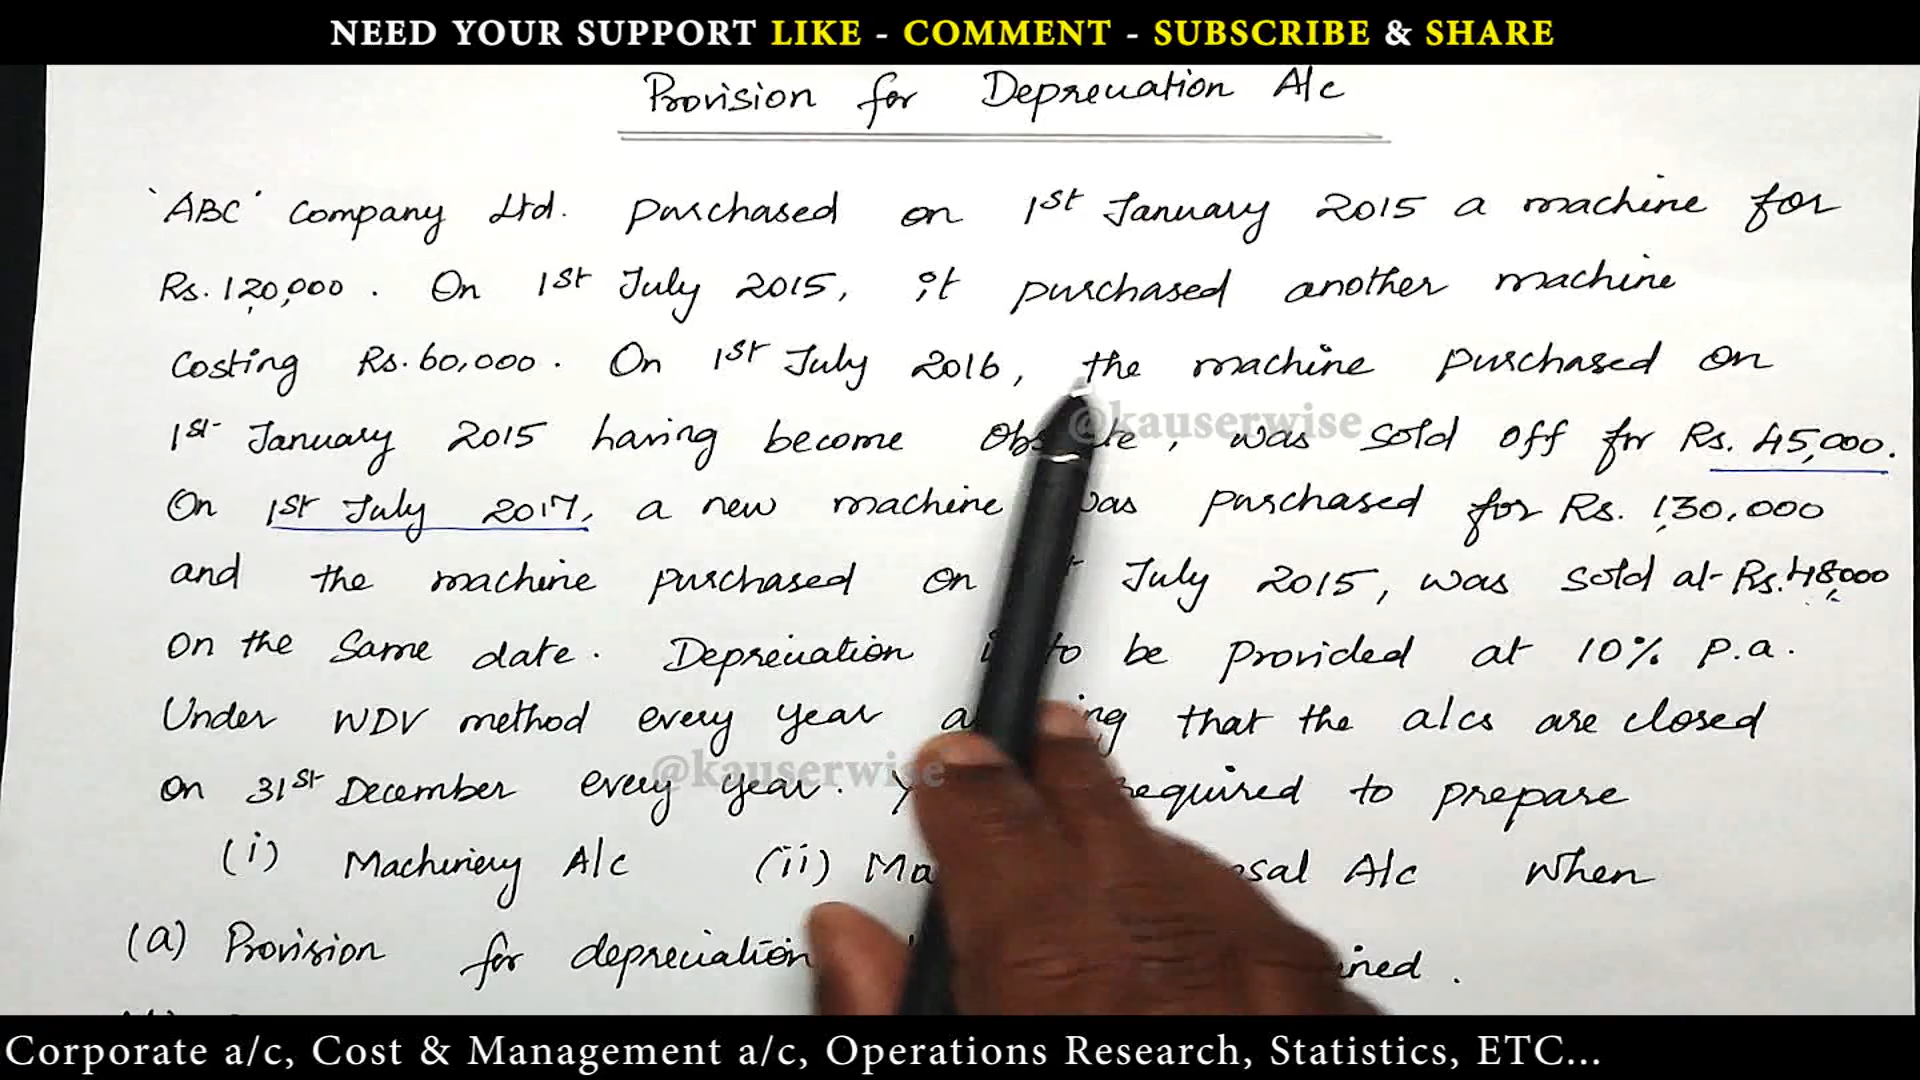 NEED YOUR SUPPORT LIKE - COMMENT - SUBSCRIBE & SHARE
Provision for Depreciation A/c
'ABC' Company Ltd. purchased on 1st January 2015 a machine for
Rs. 120,000. On 1st July 2015, it purchased another machine
costing Rs. 60,000. On 1st July 2016, the machine purchased on
@kauserwise
1st January 2015 having become , was sold off for Rs. 45,000.
On 1st July 2017, a new machine was purchased for Rs. 130,000
and the machine purchased on July 2015, was sold at Rs. 48,000
on the same date. Depreciation to be provided at 10% p.a.
Under WDV method every year that the a/cs are closed
@kauserwise
on 31st December every year. required to prepare
(i) Machinery A/c (ii) A/c when
(a) Provision for depreciation
Corporate a/c, Cost & Management a/c, Operations Research, Statistics, ETC...